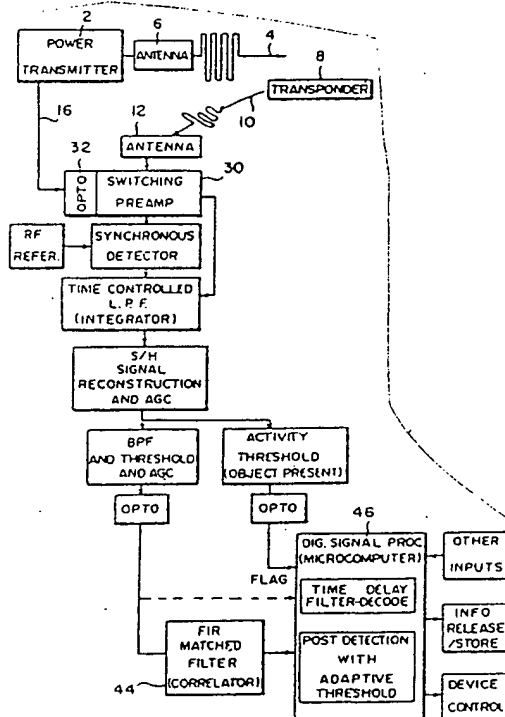 2
6
4
POWER
TRANSMITTER
ANTENNA
8
TRANSPONDER
16
12
10
ANTENNA
32
30
OPTO
SWITCHING
PREAMP
RF
REFER.
SYNCHRONOUS
DETECTOR
TIME CONTROLLED
L.P.F.
(INTEGRATOR)
S/H
SIGNAL
RECONSTRUCTION
AND AGC
BPF
AND THRESHOLD
AND AGC
ACTIVITY
THRESHOLD
(OBJECT PRESENT)
OPTO
OPTO
46
FLAG
DIG. SIGNAL PROC
(MICROCOMPUTER)
OTHER
INPUTS
TIME DELAY
FILTER-DECODE
INFO
RELEASE
/STORE
FIR
MATCHED
FILTER
(CORRELATOR)
44
POST DETECTION
WITH
ADAPTIVE
THRESHOLD
DEVICE
CONTROL